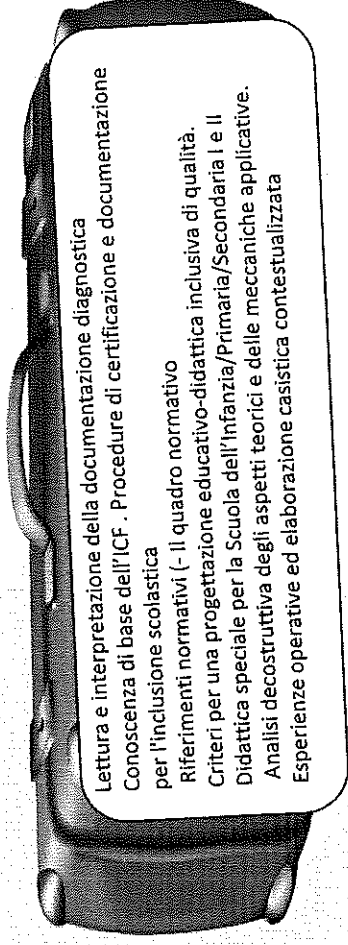 Lettura e interpretazione della documentazione diagnostica
Conoscenza di base dell'ICF . Procedure di certificazione e documentazione
per l'inclusione scolastica
Riferimenti normativi (- Il quadro normativo
Criteri per una progettazione educativo-didattica inclusiva di qualità.
Didattica speciale per la Scuola dell'Infanzia/Primaria/Secondaria I e II
Analisi decostruttiva degli aspetti teorici e delle meccaniche applicative.
Esperienze operative ed elaborazione casistica contestualizzata